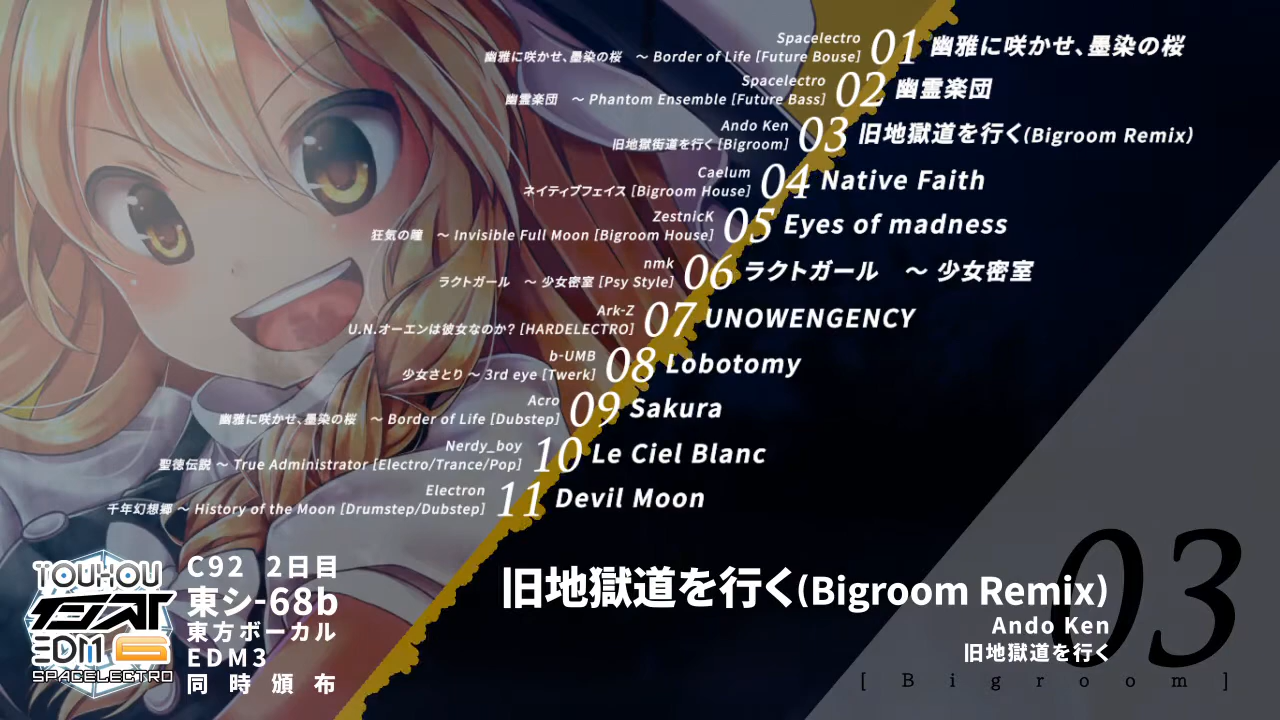 Spacelectro
幽雅に咲かせ、墨染の桜　～ Border of Life [Future Bouse]
01 幽雅に咲かせ、墨染の桜
Spacelectro
幽霊楽団　～ Phantom Ensemble [Future Bass]
02 幽霊楽団
Ando Ken
旧地獄街道を行く [Bigroom]
03 旧地獄道を行く(Bigroom Remix)
Caelum
ネイティブフェイス [Bigroom House]
04 Native Faith
ZestnicK
狂気の瞳　～ Invisible Full Moon [Bigroom House]
05 Eyes of madness
nmk
ラクトガール　～ 少女密室 [Psy Style]
06 ラクトガール　～ 少女密室
Ark-Z
U.N.オーエンは彼女なのか? [HARDELECTRO]
07 UNOWENGENCY
b-UMB
少女さとり ～ 3rd eye [Twerk]
08 Lobotomy
Acro
幽雅に咲かせ、墨染の桜　～ Border of Life [Dubstep]
09 Sakura
Nerdy_boy
聖徳伝説 ～ True Administrator [Electro/Trance/Pop]
10 Le Ciel Blanc
Electron
千年幻想郷 ～ History of the Moon [Drumstep/Dubstep]
11 Devil Moon
TOUHOU
EDM 6
SPACELECTRO
C92 2日目
東シ-68b
東方ボーカル
EDM3
同時頒布
旧地獄道を行く(Bigroom Remix)
Ando Ken
旧地獄道を行く
03
[Bigroom]